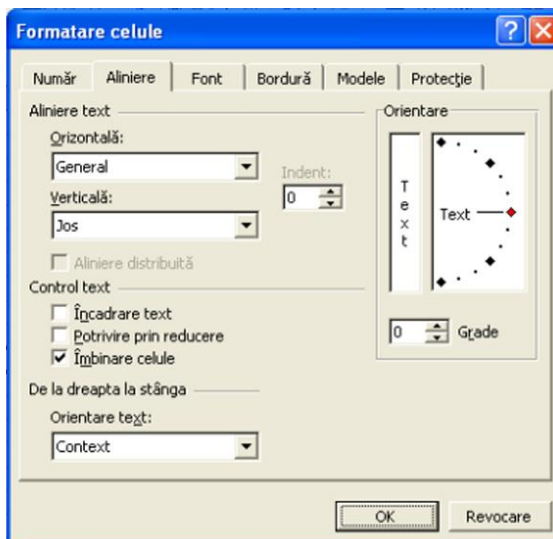 Formatare celule
Număr Aliniere Font Bordură Modele Protecţie
Aliniere text
Orizontală:
General
Indent:
0
Verticală:
Jos
Aliniere distribuită
Control text
Încadrare text
Potrivire prin reducere
Îmbinare celule
De la dreapta la stânga
Orientare text:
Context
Orientare
T
e
x
t
Text
0 Grade
OK Revocare